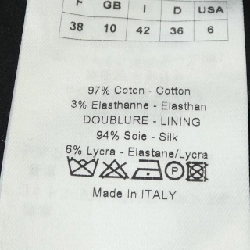 F GB I D USA
38 10 42 36 6
97% Coton - Cotton
3% Elasthanne - Elasthan
DOUBLURE - LINING
94% Soie - Silk
6% Lycra - Elastane/Lycra
P
Made In ITALY